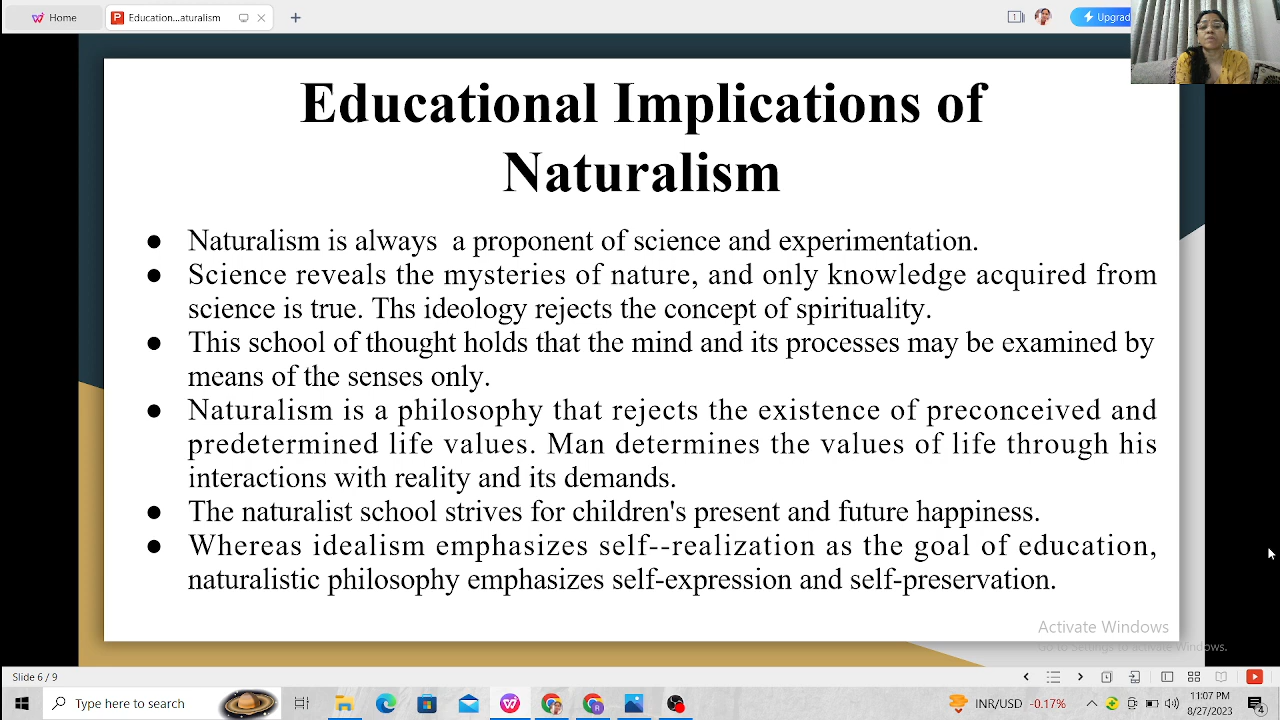 Home
Education...aturalism
1
Upgrad
Educational Implications of
Naturalism
● Naturalism is always a proponent of science and experimentation.
● Science reveals the mysteries of nature, and only knowledge acquired from
science is true. Ths ideology rejects the concept of spirituality.
● This school of thought holds that the mind and its processes may be examined by
means of the senses only.
● Naturalism is a philosophy that rejects the existence of preconceived and
predetermined life values. Man determines the values of life through his
interactions with reality and its demands.
● The naturalist school strives for children's present and future happiness.
● Whereas idealism emphasizes self--realization as the goal of education,
naturalistic philosophy emphasizes self-expression and self-preservation.
Activate Windows
Go to Settings to activate Windows.
Slide 6 / 9
Type here to search
INR/USD -0.17%
11:07 PM
8/27/2023
4